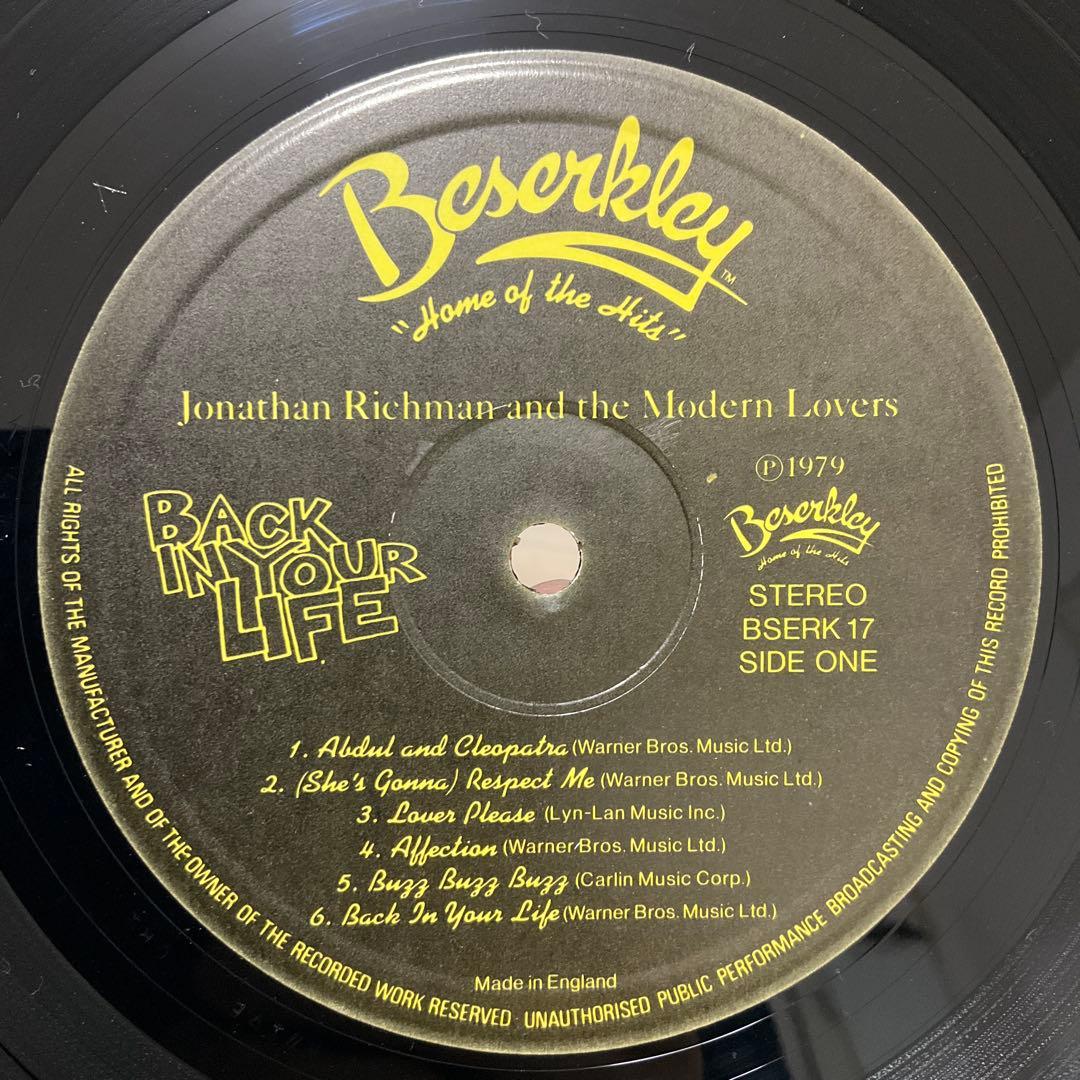 Beserkley™
"Home of the Hits"
Jonathan Richman and the Modern Lovers
BACK
IN YOUR
LIFE
Ⓟ1979
Beserkley
Home of the Hits
STEREO
BSERK 17
SIDE ONE
1. Abdul and Cleopatra (Warner Bros. Music Ltd.)
2. (She's Gonna) Respect Me (Warner Bros. Music Ltd.)
3. Lover Please (Lyn-Lan Music Inc.)
4. Affection (Warner Bros. Music Ltd.)
5. Buzz Buzz Buzz (Carlin Music Corp.)
6. Back In Your Life (Warner Bros. Music Ltd.)
Made in England
ALL RIGHTS OF THE MANUFACTURER AND OF THE OWNER OF THE RECORDED WORK RESERVED · UNAUTHORISED PUBLIC PERFORMANCE BROADCASTING AND COPYING OF THIS RECORD PROHIBITED